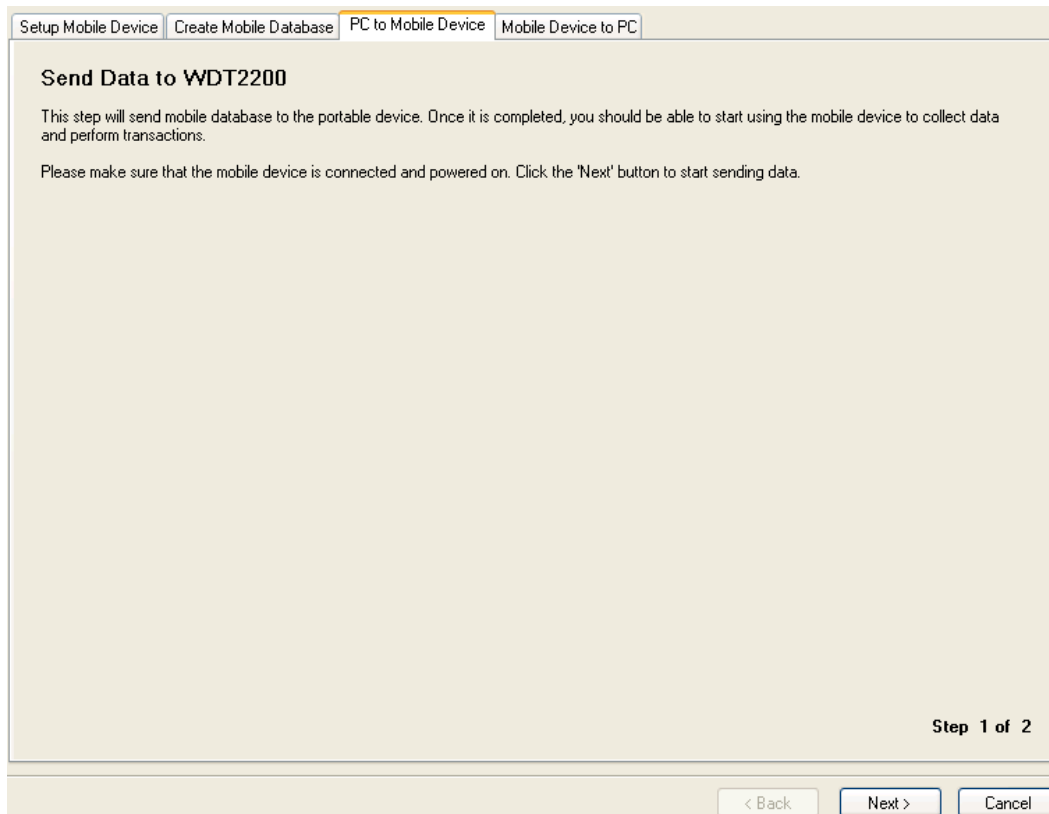 Setup Mobile Device Create Mobile Database PC to Mobile Device Mobile Device to PC
Send Data to WDT2200
This step will send mobile database to the portable device. Once it is completed, you should be able to start using the mobile device to collect data
and perform transactions.
Please make sure that the mobile device is connected and powered on. Click the 'Next' button to start sending data.
Step 1 of 2
< Back Next > Cancel